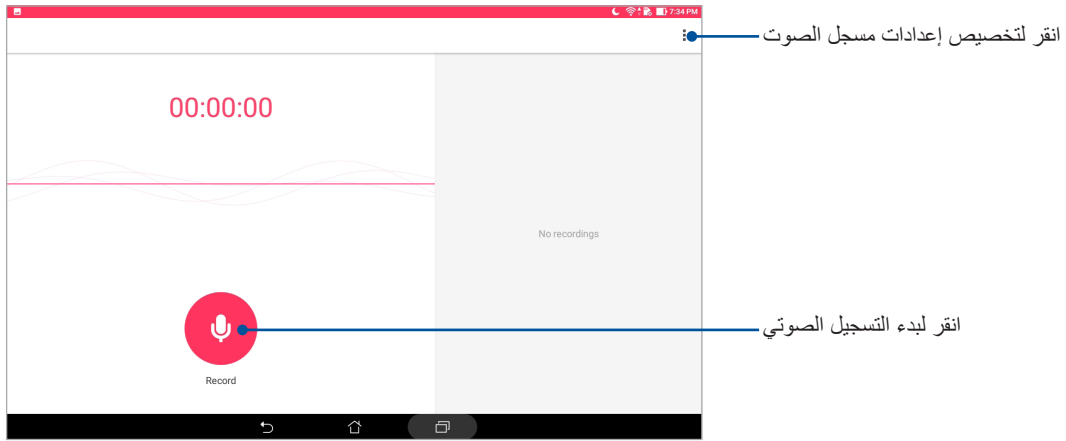 7:34 PM
انقر لتخصيص إعدادات مسجل الصوت
00:00:00
No recordings
انقر لبدء التسجيل الصوتي
Record